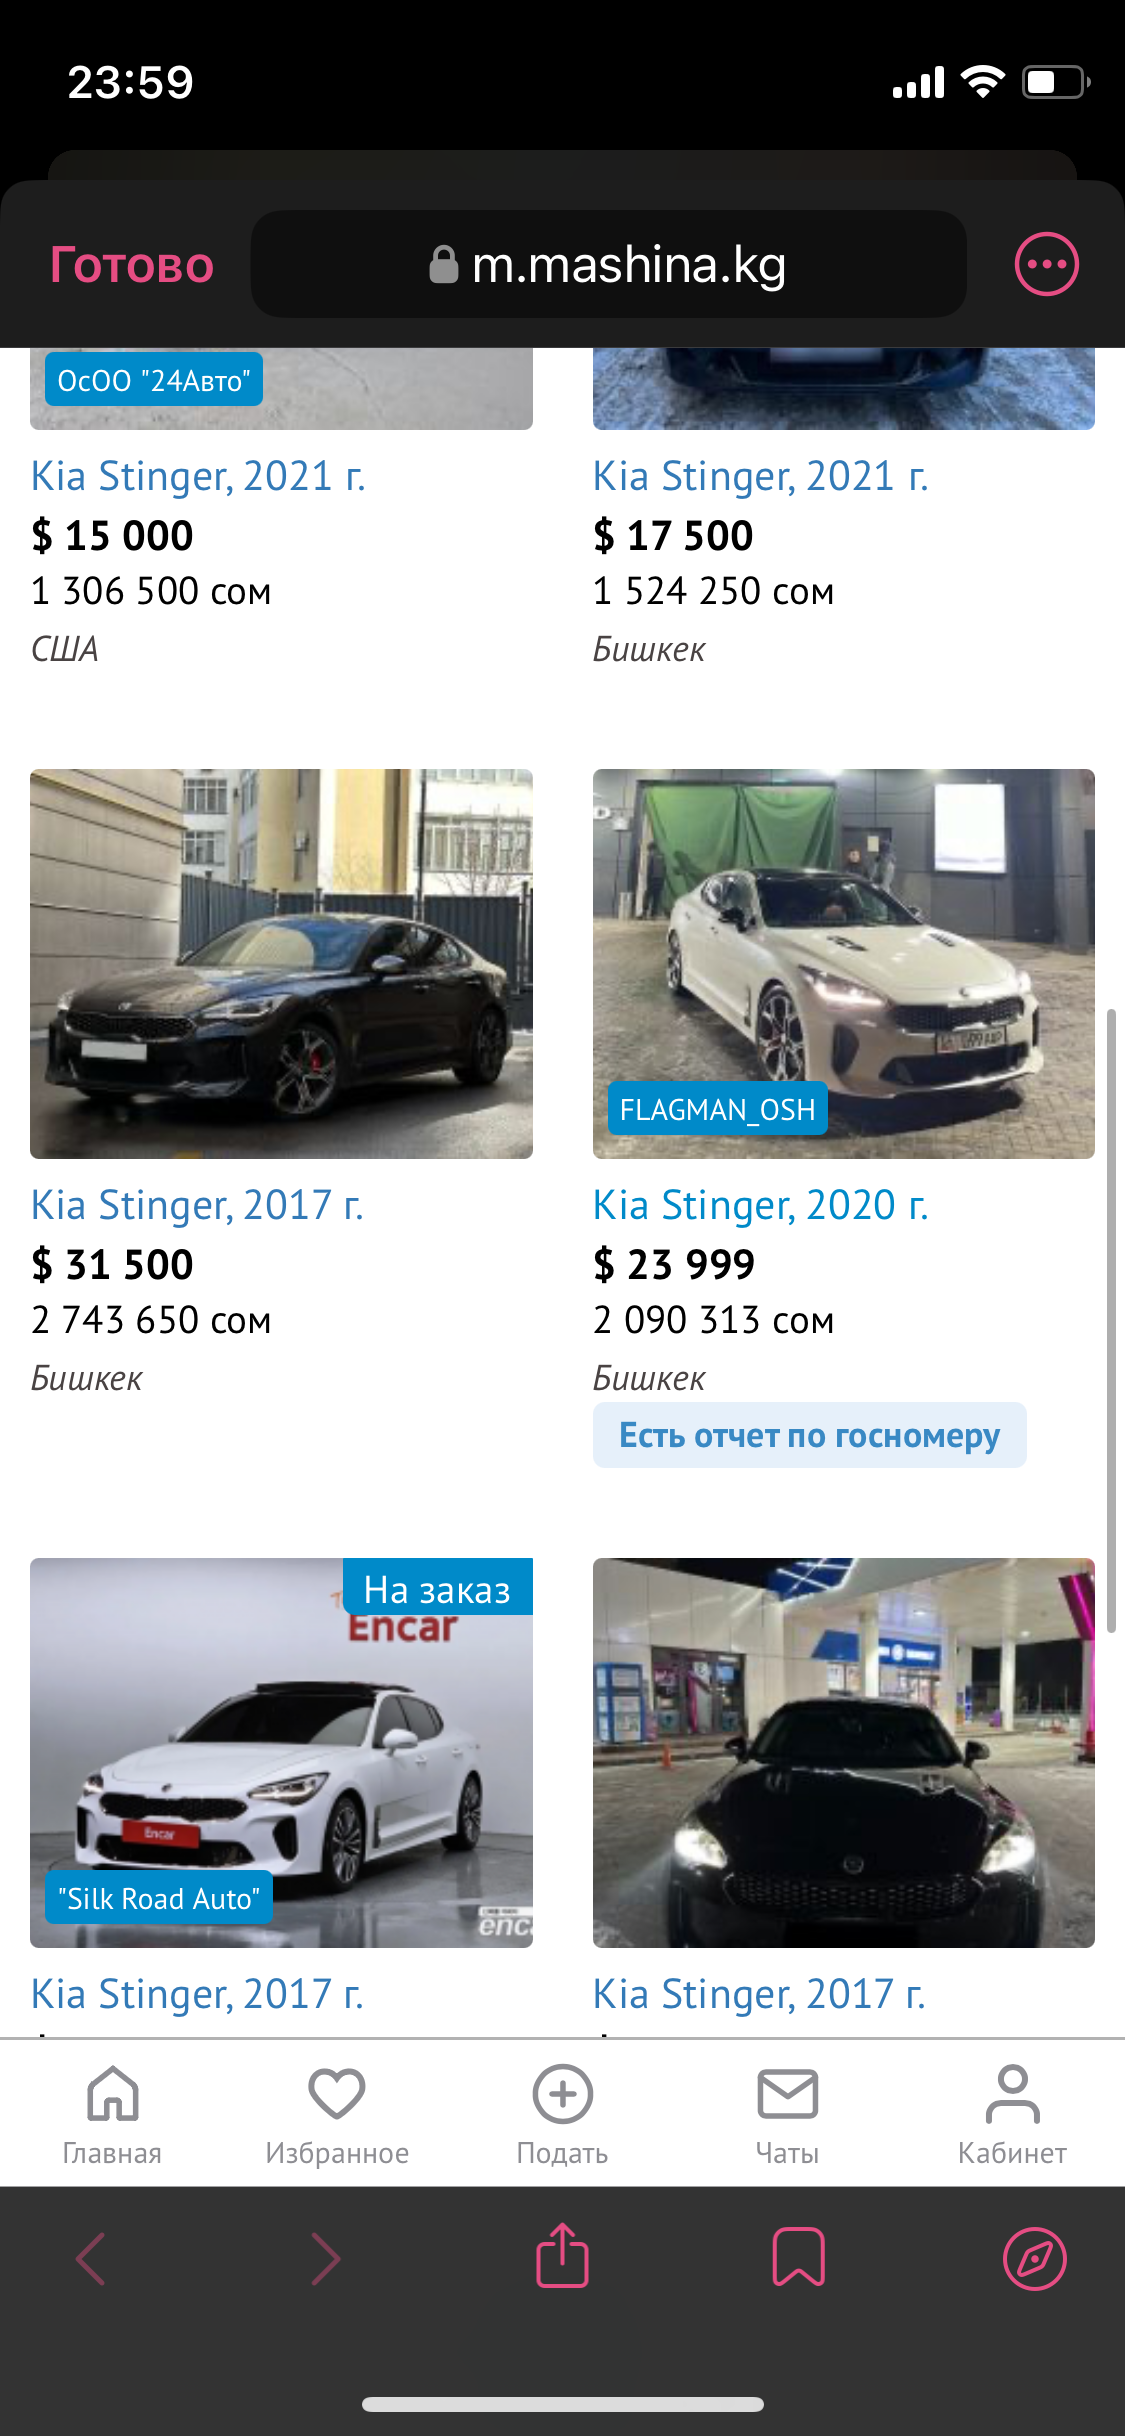 23:59
Готово
m.mashina.kg
ОсОО "24Авто"
Kia Stinger, 2021 г.
$ 15 000
1 306 500 сом
США
Kia Stinger, 2021 г.
$ 17 500
1 524 250 сом
Бишкек
Kia Stinger, 2017 г.
$ 31 500
2 743 650 сом
Бишкек
FLAGMAN_OSH
Kia Stinger, 2020 г.
$ 23 999
2 090 313 сом
Бишкек
Есть отчет по госномеру
На заказ
Encar
Encar
"Silk Road Auto"
Kia Stinger, 2017 г.
Kia Stinger, 2017 г.
Главная
Избранное
Подать
Чаты
Кабинет